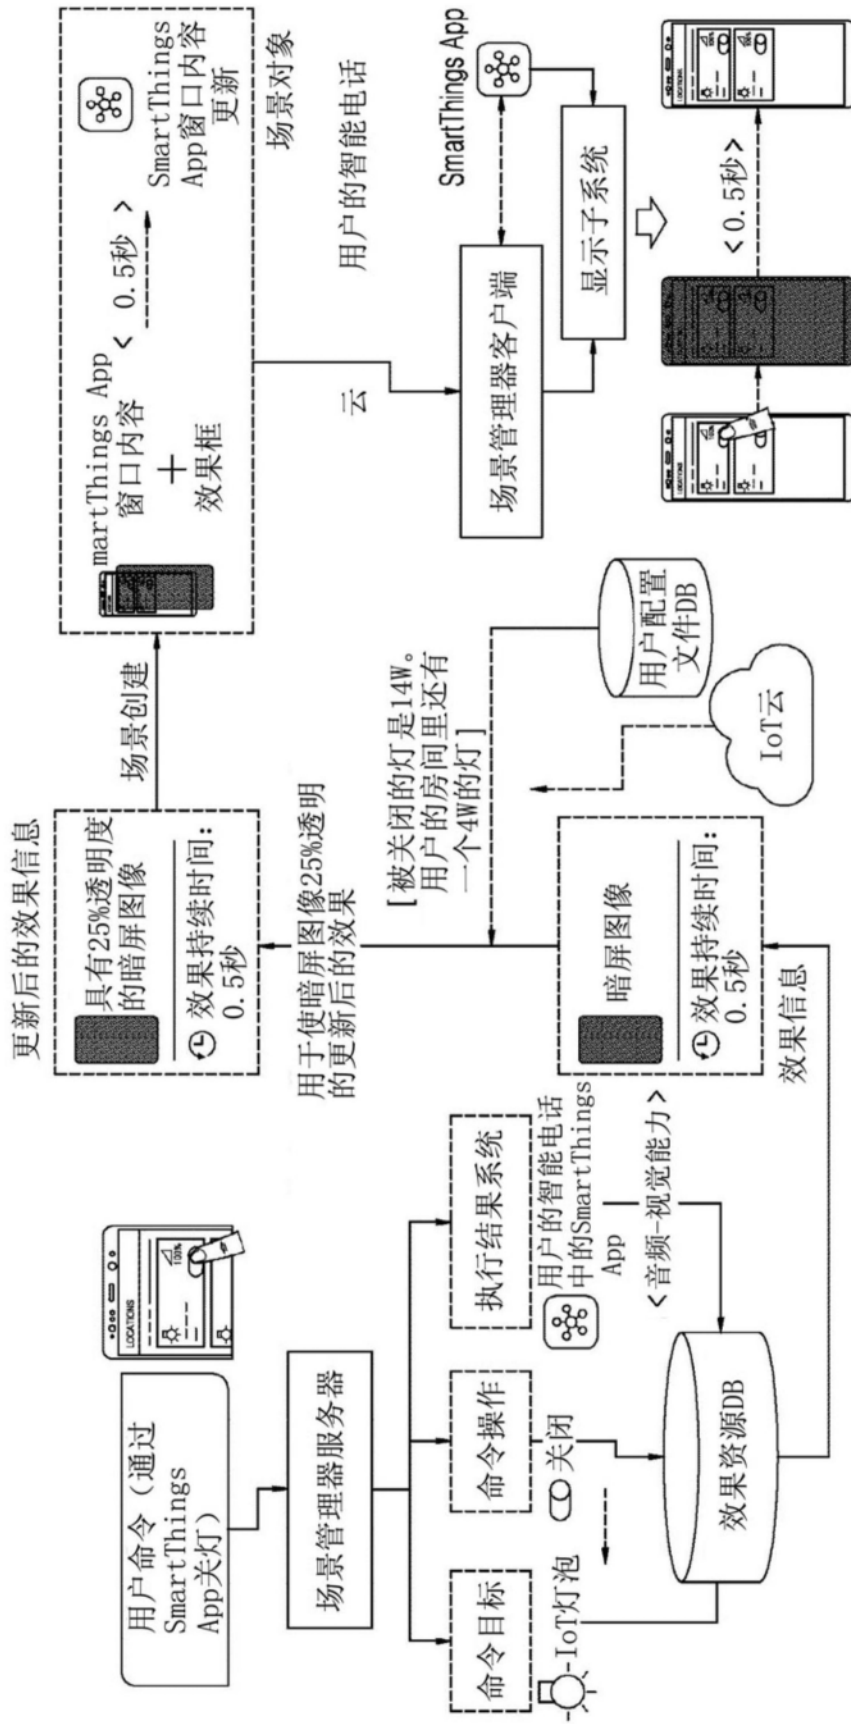 用户命令（通过
SmartThings
App关灯）
LOCATIONS
100%
场景管理器服务器
命令目标
命令操作
执行结果系统
IoT灯泡
关闭
用户的智能电话
中的SmartThings
App
<音频-视觉能力>
效果资源DB
效果信息
暗屏图像
效果持续时间：
0.5秒
[被关闭的灯是14W。
用户的房间里还有
一个4W的灯]
用户配置
文件DB
IoT云
用于使暗屏图像25%透明
的更新后的效果
更新后的效果信息
具有25%透明度
的暗屏图像
效果持续时间：
0.5秒
场景创建
martThings App
窗口内容
+
效果框
< 0.5秒 >
SmartThings
App窗口内容
更新
场景对象
云
用户的智能电话
场景管理器客户端
SmartThings App
显示子系统
LOCATIONS
100%
<0.5秒>
LOCATIONS
100%